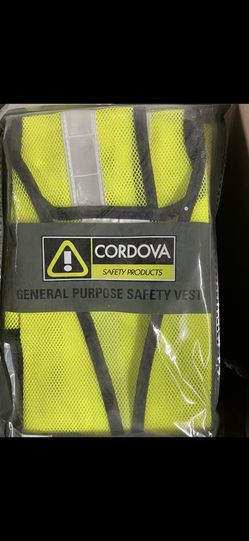 CORDOVA
SAFETY PRODUCTS
GENERAL PURPOSE SAFETY VEST